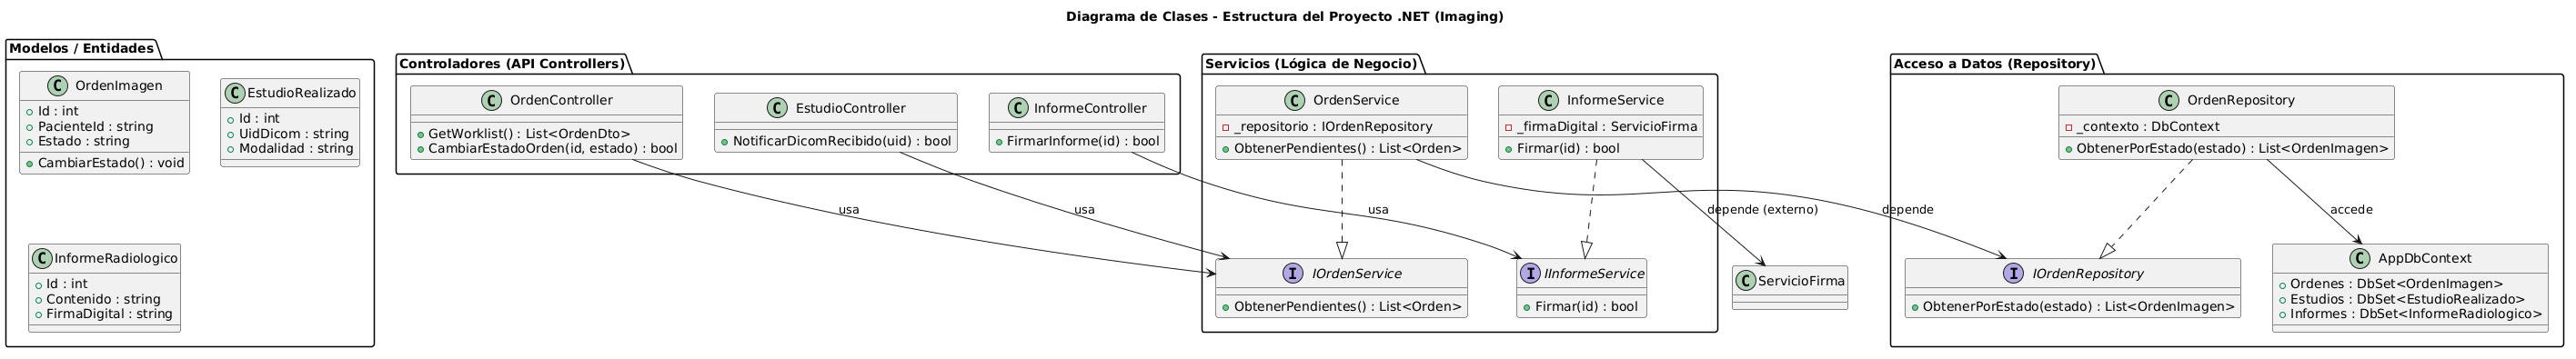 Diagrama de Clases - Estructura del Proyecto .NET (Imaging)
Modelos / Entidades
C OrdenImagen
Id : int
PacienteId : string
Estado : string
CambiarEstado() : void
C EstudioRealizado
Id : int
UidDicom : string
Modalidad : string
C InformeRadiologico
Id : int
Contenido : string
FirmaDigital : string
Controladores (API Controllers)
C OrdenController
GetWorklist() : List<OrdenDto>
CambiarEstadoOrden(id, estado) : bool
C EstudioController
NotificarDicomRecibido(uid) : bool
C InformeController
FirmarInforme(id) : bool
Servicios (Lógica de Negocio)
C OrdenService
_repositorio : IOrdenRepository
ObtenerPendientes() : List<Orden>
C InformeService
_firmaDigital : ServicioFirma
Firmar(id) : bool
I IOrdenService
ObtenerPendientes() : List<Orden>
I IInformeService
Firmar(id) : bool
C ServicioFirma
Acceso a Datos (Repository)
C OrdenRepository
_contexto : DbContext
ObtenerPorEstado(estado) : List<OrdenImagen>
I IOrdenRepository
ObtenerPorEstado(estado) : List<OrdenImagen>
C AppDbContext
Ordenes : DbSet<OrdenImagen>
Estudios : DbSet<EstudioRealizado>
Informes : DbSet<InformeRadiologico>
usa
usa
usa
depende (externo)
depende
accede